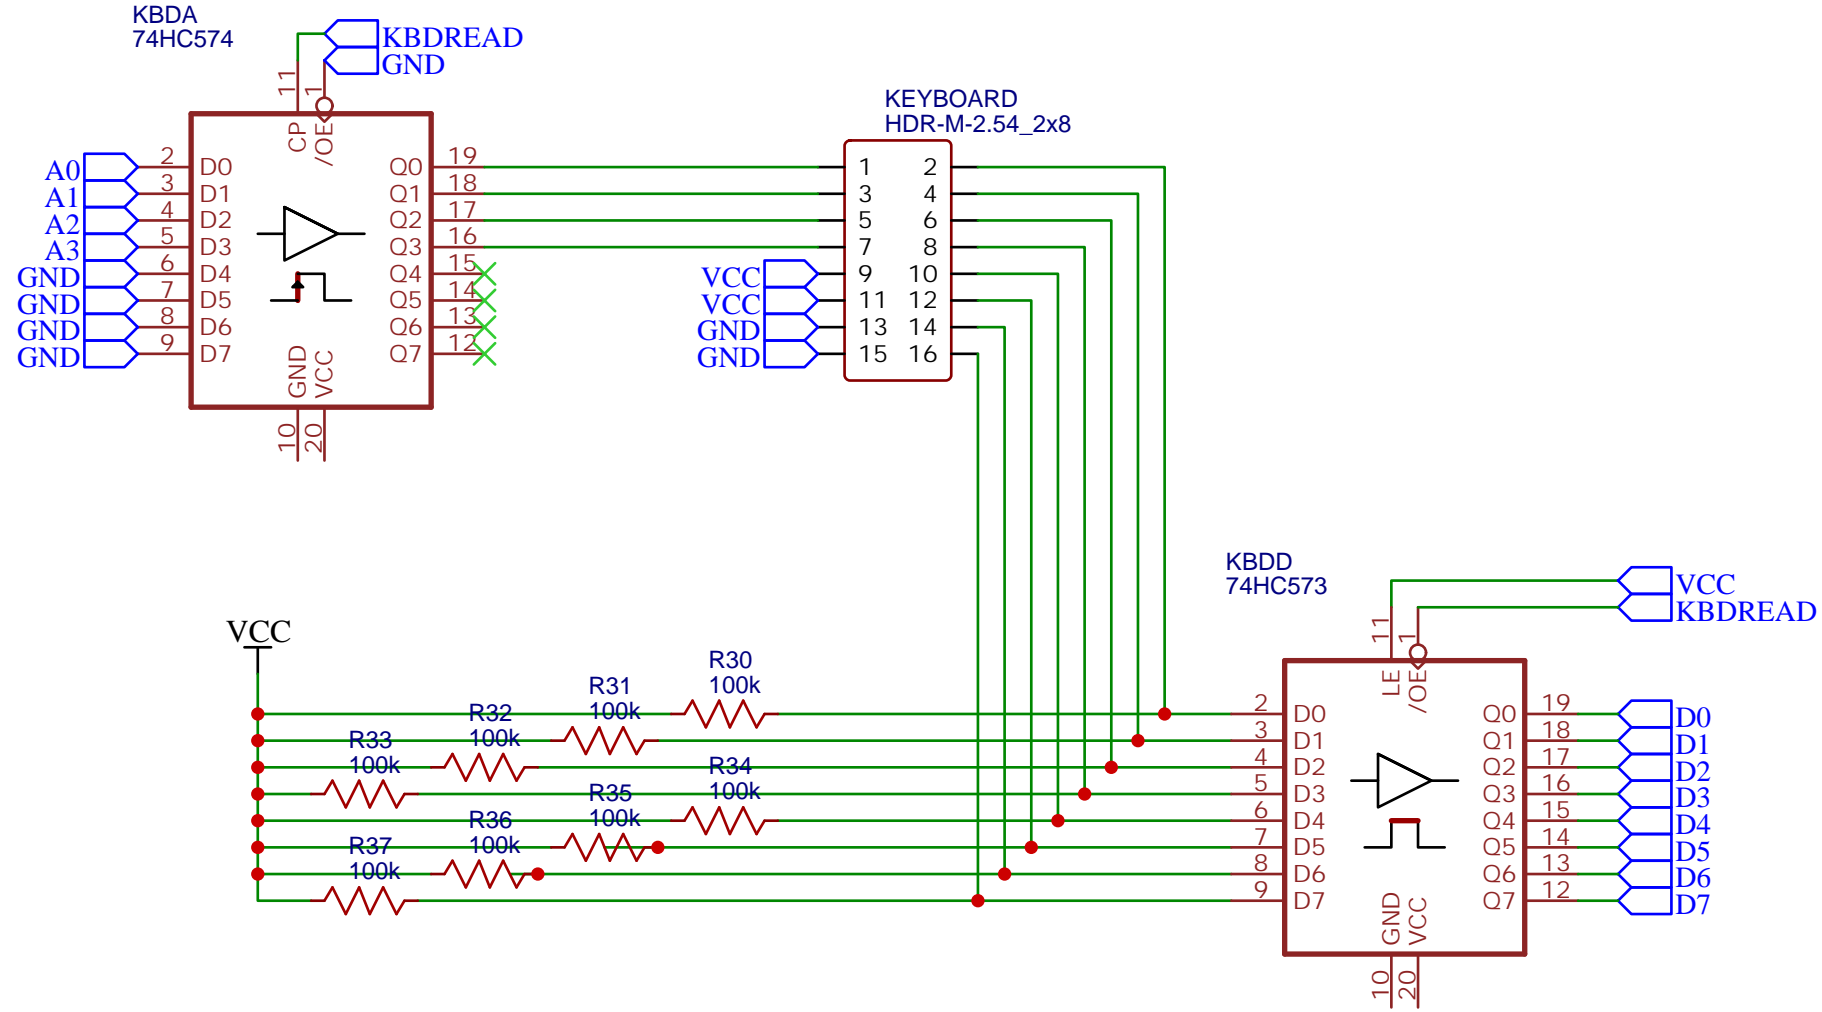 KBDA
74HC574
KBDREAD
GND
11
1
CP
/OE
A0 2 D0 Q0 19
A1 3 D1 Q1 18
A2 4 D2 Q2 17
A3 5 D3 Q3 16
GND 6 D4 Q4 15
GND 7 D5 Q5 14
GND 8 D6 Q6 13
GND 9 D7 Q7 12
GND
VCC
10
20
KEYBOARD
HDR-M-2.54_2x8
1 2
3 4
5 6
7 8
VCC 9 10
VCC 11 12
GND 13 14
GND 15 16
VCC
R30
100k
R31
100k
R32
100k
R33
100k
R34
100k
R35
100k
R36
100k
R37
100k
KBDD
74HC573
VCC
KBDREAD
11
1
LE
/OE
2 D0 Q0 19 D0
3 D1 Q1 18 D1
4 D2 Q2 17 D2
5 D3 Q3 16 D3
6 D4 Q4 15 D4
7 D5 Q5 14 D5
8 D6 Q6 13 D6
9 D7 Q7 12 D7
GND
VCC
10
20